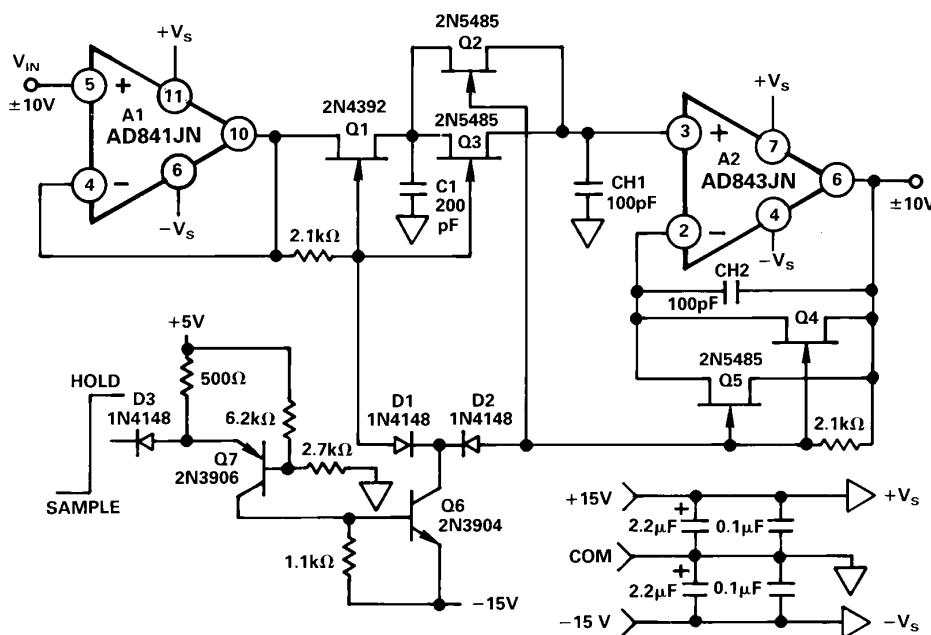 2N5485
Q2
+VS
VIN
±10V
5
+
11
A1
AD841JN
10
4
−
6
−VS
2N4392
Q1
2N5485
Q3
C1
200
pF
CH1
100pF
+VS
3
+
7
A2
AD843JN
6
±10V
2
−
4
−VS
2.1kΩ
CH2
100pF
Q4
2N5485
Q5
2.1kΩ
+5V
500Ω
HOLD
D3
1N4148
6.2kΩ
D1
1N4148
D2
1N4148
2.7kΩ
Q7
2N3906
SAMPLE
Q6
2N3904
1.1kΩ
−15V
+15V
+VS
+
2.2μF
0.1μF
COM
+
2.2μF
0.1μF
−15 V
−VS